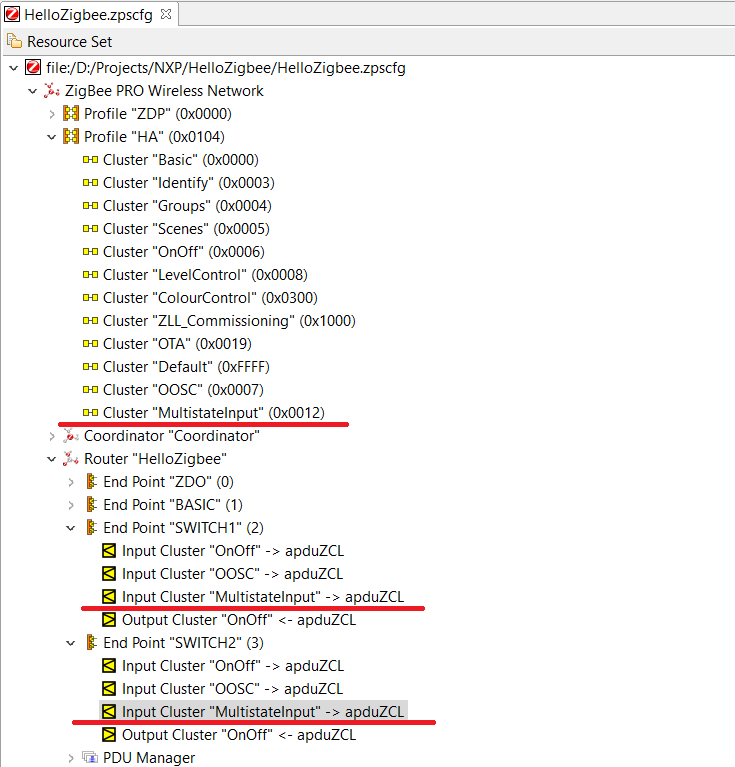 HelloZigbee.zpscfg
Resource Set
file:/D:/Projects/NXP/HelloZigbee/HelloZigbee.zpscfg
ZigBee PRO Wireless Network
Profile "ZDP" (0x0000)
Profile "HA" (0x0104)
Cluster "Basic" (0x0000)
Cluster "Identify" (0x0003)
Cluster "Groups" (0x0004)
Cluster "Scenes" (0x0005)
Cluster "OnOff" (0x0006)
Cluster "LevelControl" (0x0008)
Cluster "ColourControl" (0x0300)
Cluster "ZLL_Commissioning" (0x1000)
Cluster "OTA" (0x0019)
Cluster "Default" (0xFFFF)
Cluster "OOSC" (0x0007)
Cluster "MultistateInput" (0x0012)
Coordinator "Coordinator"
Router "HelloZigbee"
End Point "ZDO" (0)
End Point "BASIC" (1)
End Point "SWITCH1" (2)
Input Cluster "OnOff" -> apduZCL
Input Cluster "OOSC" -> apduZCL
Input Cluster "MultistateInput" -> apduZCL
Output Cluster "OnOff" <- apduZCL
End Point "SWITCH2" (3)
Input Cluster "OnOff" -> apduZCL
Input Cluster "OOSC" -> apduZCL
Input Cluster "MultistateInput" -> apduZCL
Output Cluster "OnOff" <- apduZCL
PDU Manager